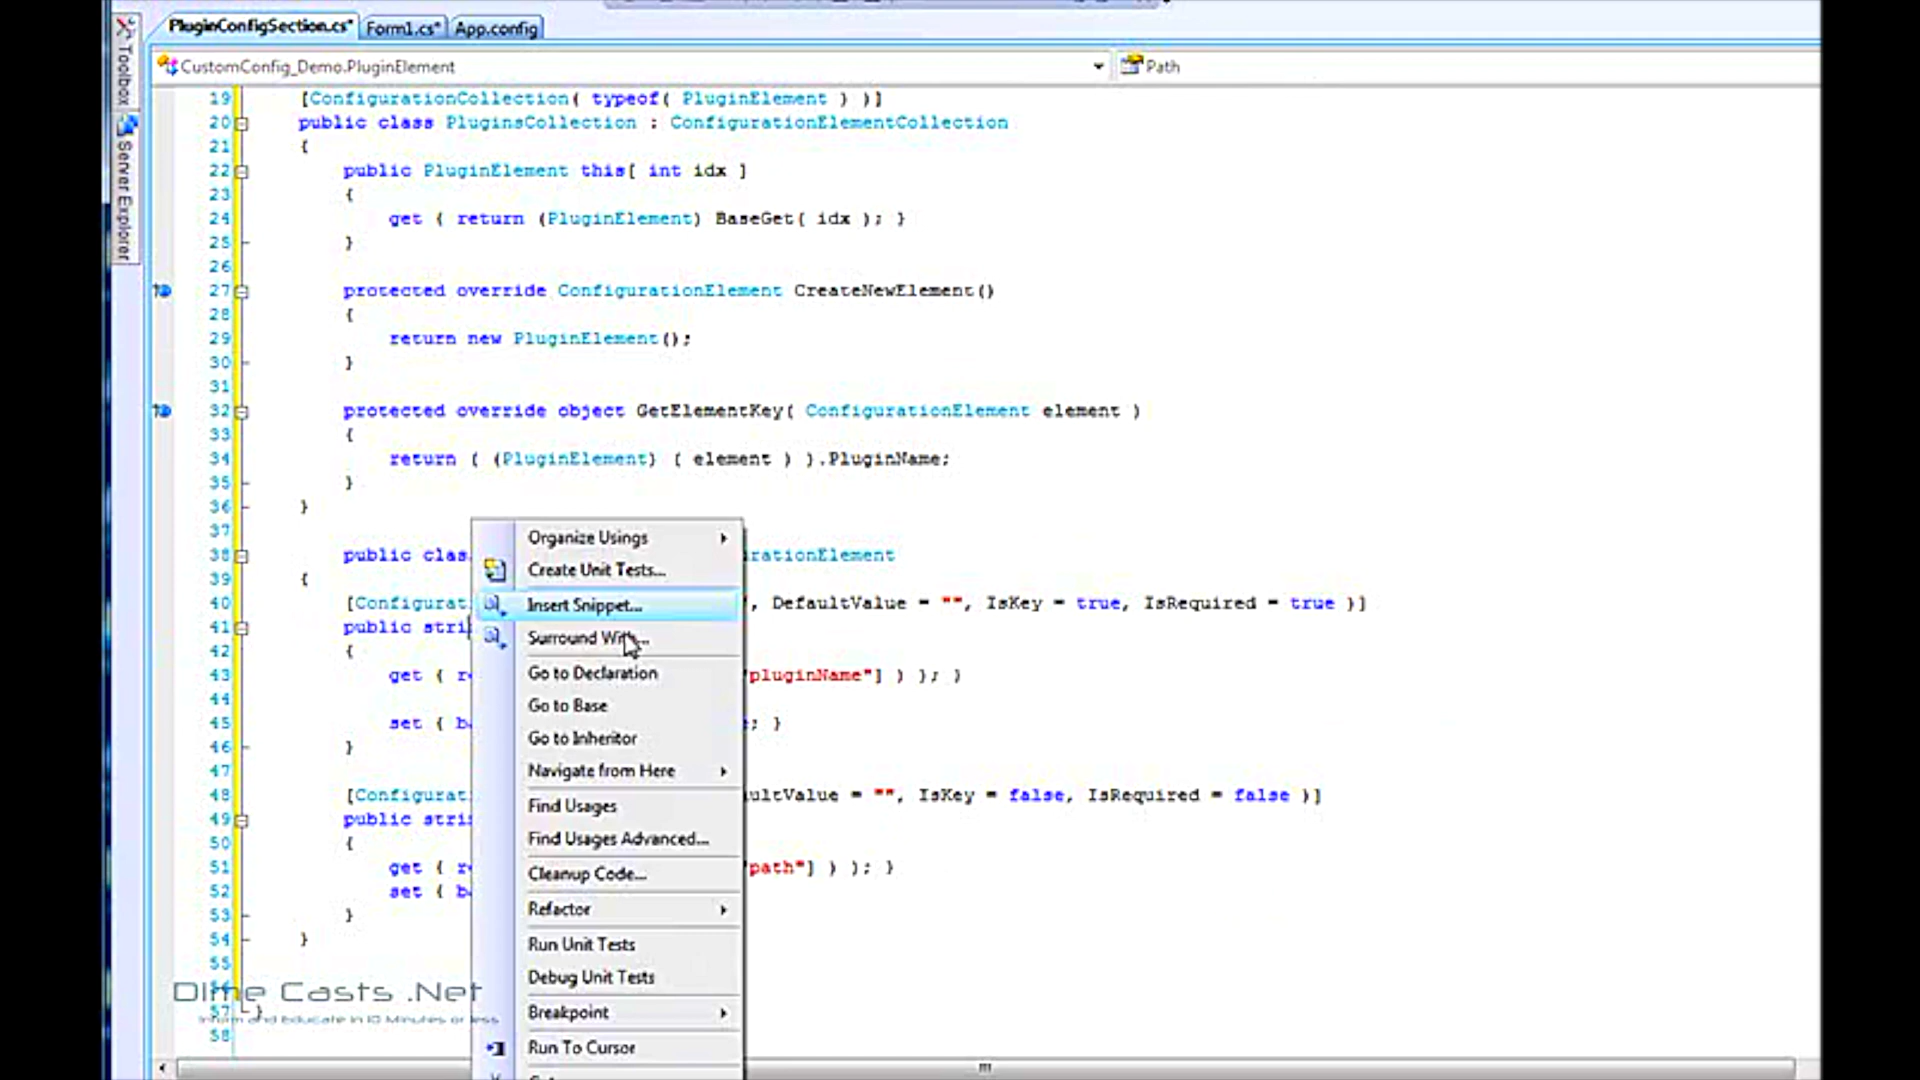 PluginConfigSection.cs* Form1.cs* App.config
Toolbox
Server Explorer
CustomConfig_Demo.PluginElement Path
19 [ConfigurationCollection( typeof( PluginElement ) )]
20 public class PluginsCollection : ConfigurationElementCollection
21 {
22 public PluginElement this[ int idx ]
23 {
24 get { return (PluginElement) BaseGet( idx ); }
25 }
26
27 protected override ConfigurationElement CreateNewElement()
28 {
29 return new PluginElement();
30 }
31
32 protected override object GetElementKey( ConfigurationElement element )
33 {
34 return ( (PluginElement) ( element ) ).PluginName;
35 }
36 }
37
38 public clas rationElement
39 {
40 [Configurat ", DefaultValue = "", IsKey = true, IsRequired = true )]
41 public stri
42 {
43 get { r pluginName"] ) ); }
44
45 set { b ; }
46 }
47
48 [Configurat ultValue = "", IsKey = false, IsRequired = false )]
49 public stri
50 {
51 get { r path"] ) ); }
52 set { b
53 }
54 }
55
57 }
58
Organize Usings
Create Unit Tests...
Insert Snippet...
Surround With...
Go to Declaration
Go to Base
Go to Inheritor
Navigate from Here
Find Usages
Find Usages Advanced...
Cleanup Code...
Refactor
Run Unit Tests
Debug Unit Tests
Breakpoint
Run To Cursor
Dime Casts .Net
Inform and Educate in 10 Minutes or less